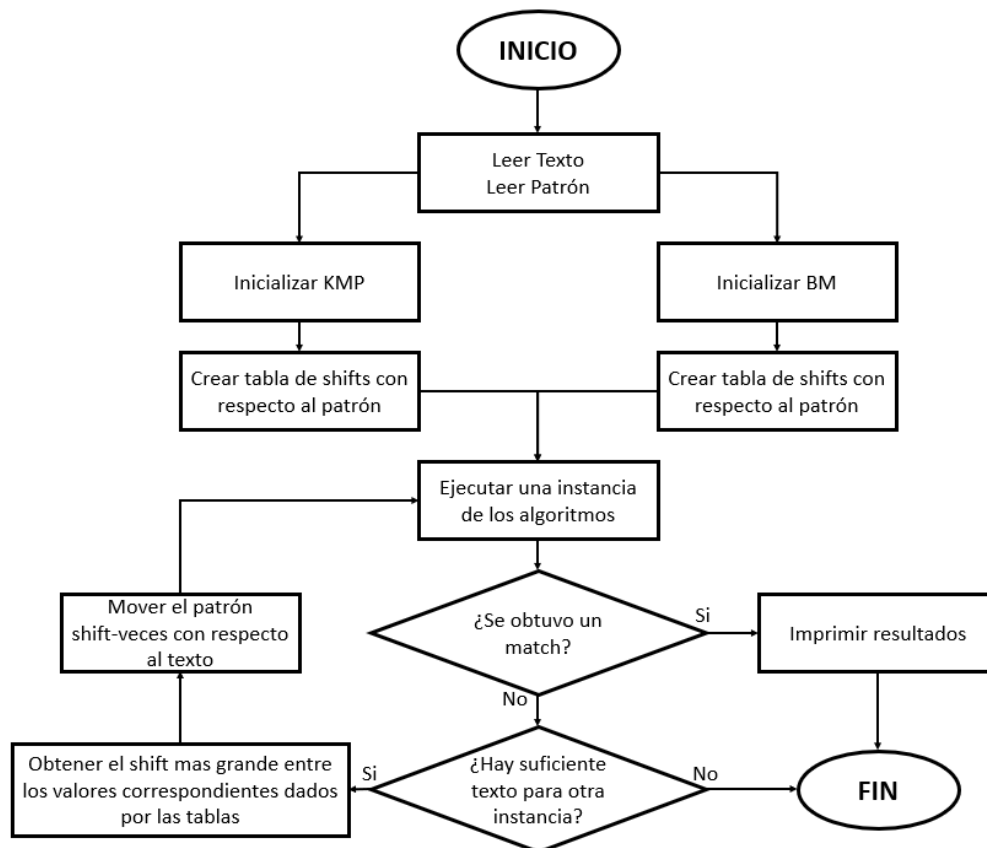 INICIO
Leer Texto
Leer Patrón
Inicializar KMP
Inicializar BM
Crear tabla de shifts con
respecto al patrón
Crear tabla de shifts con
respecto al patrón
Ejecutar una instancia
de los algoritmos
Mover el patrón
shift-veces con respecto
al texto
¿Se obtuvo un
match?
Si
Imprimir resultados
No
Obtener el shift mas grande entre
los valores correspondientes dados
por las tablas
Si
¿Hay suficiente
texto para otra
instancia?
No
FIN